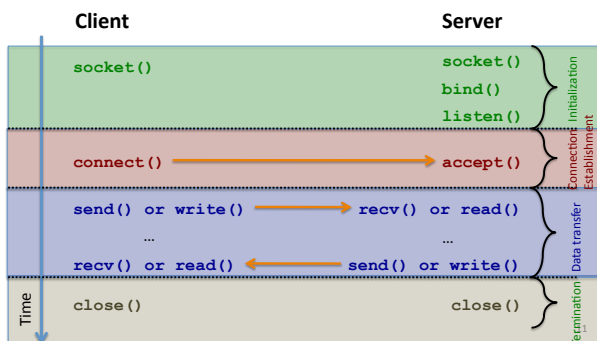 Client Server
socket() socket()
bind()
listen()
Initialization
connect() accept()
Connection
Establishment
send() or write() recv() or read()
… …
recv() or read() send() or write()
Data transfer
close() close()
Time
1